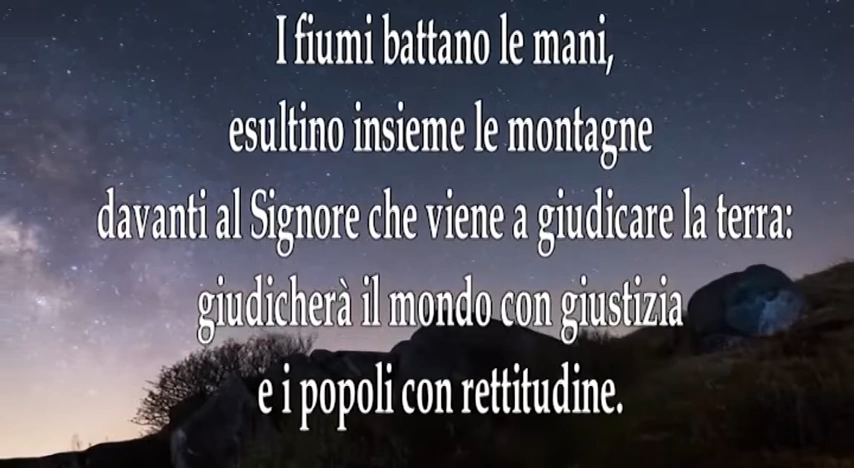 I fiumi battano le mani,
esultino insieme le montagne
davanti al Signore che viene a giudicare la terra:
giudicherà il mondo con giustizia
e i popoli con rettitudine.